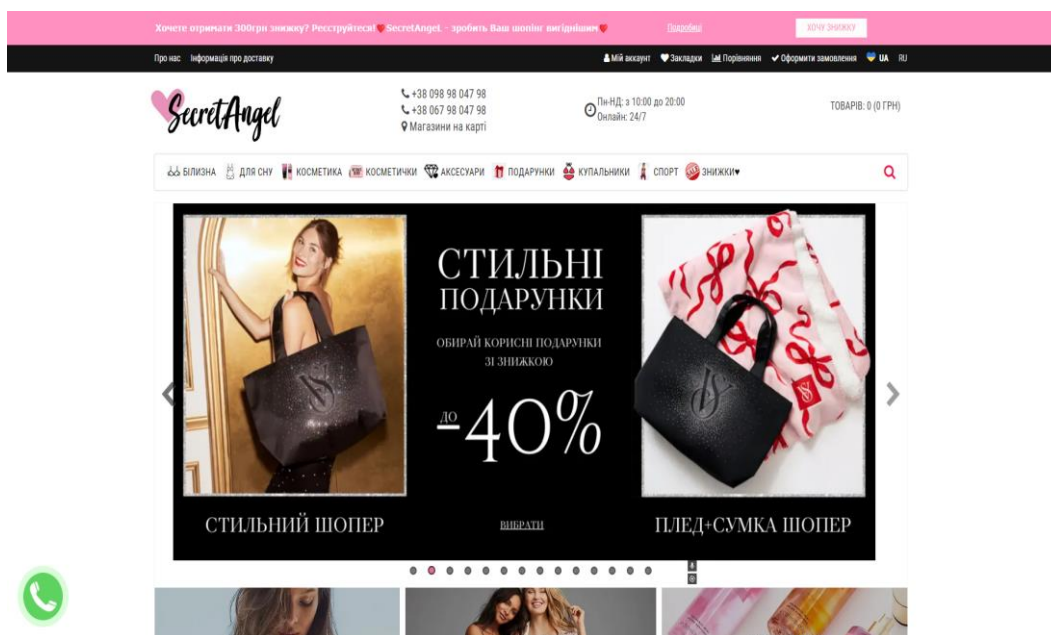 Хочете отримати 300грн знижку? Реєструйтеся!❤SecretAngel - зробить Ваш шопінг вигіднішим❤
Подробиці
ХОЧУ ЗНИЖКУ
Про нас Інформація про доставку
Мій аккаунт Закладки Порівняння Оформити замовлення UA RU
SecretAngel
+38 098 98 047 98
+38 067 98 047 98
Магазини на карті
Пн-НД: з 10:00 до 20:00
Онлайн: 24/7
ТОВАРІВ: 0 (0 ГРН)
БІЛИЗНА ДЛЯ СНУ КОСМЕТИКА КОСМЕТИЧКИ АКСЕСУАРИ ПОДАРУНКИ КУПАЛЬНИКИ СПОРТ ЗНИЖКИ♥
СТИЛЬНІ
ПОДАРУНКИ
ОБИРАЙ КОРИСНІ ПОДАРУНКИ
ЗІ ЗНИЖКОЮ
ДО
-40%
СТИЛЬНИЙ ШОПЕР
ВИБРАТИ
ПЛЕД+СУМКА ШОПЕР